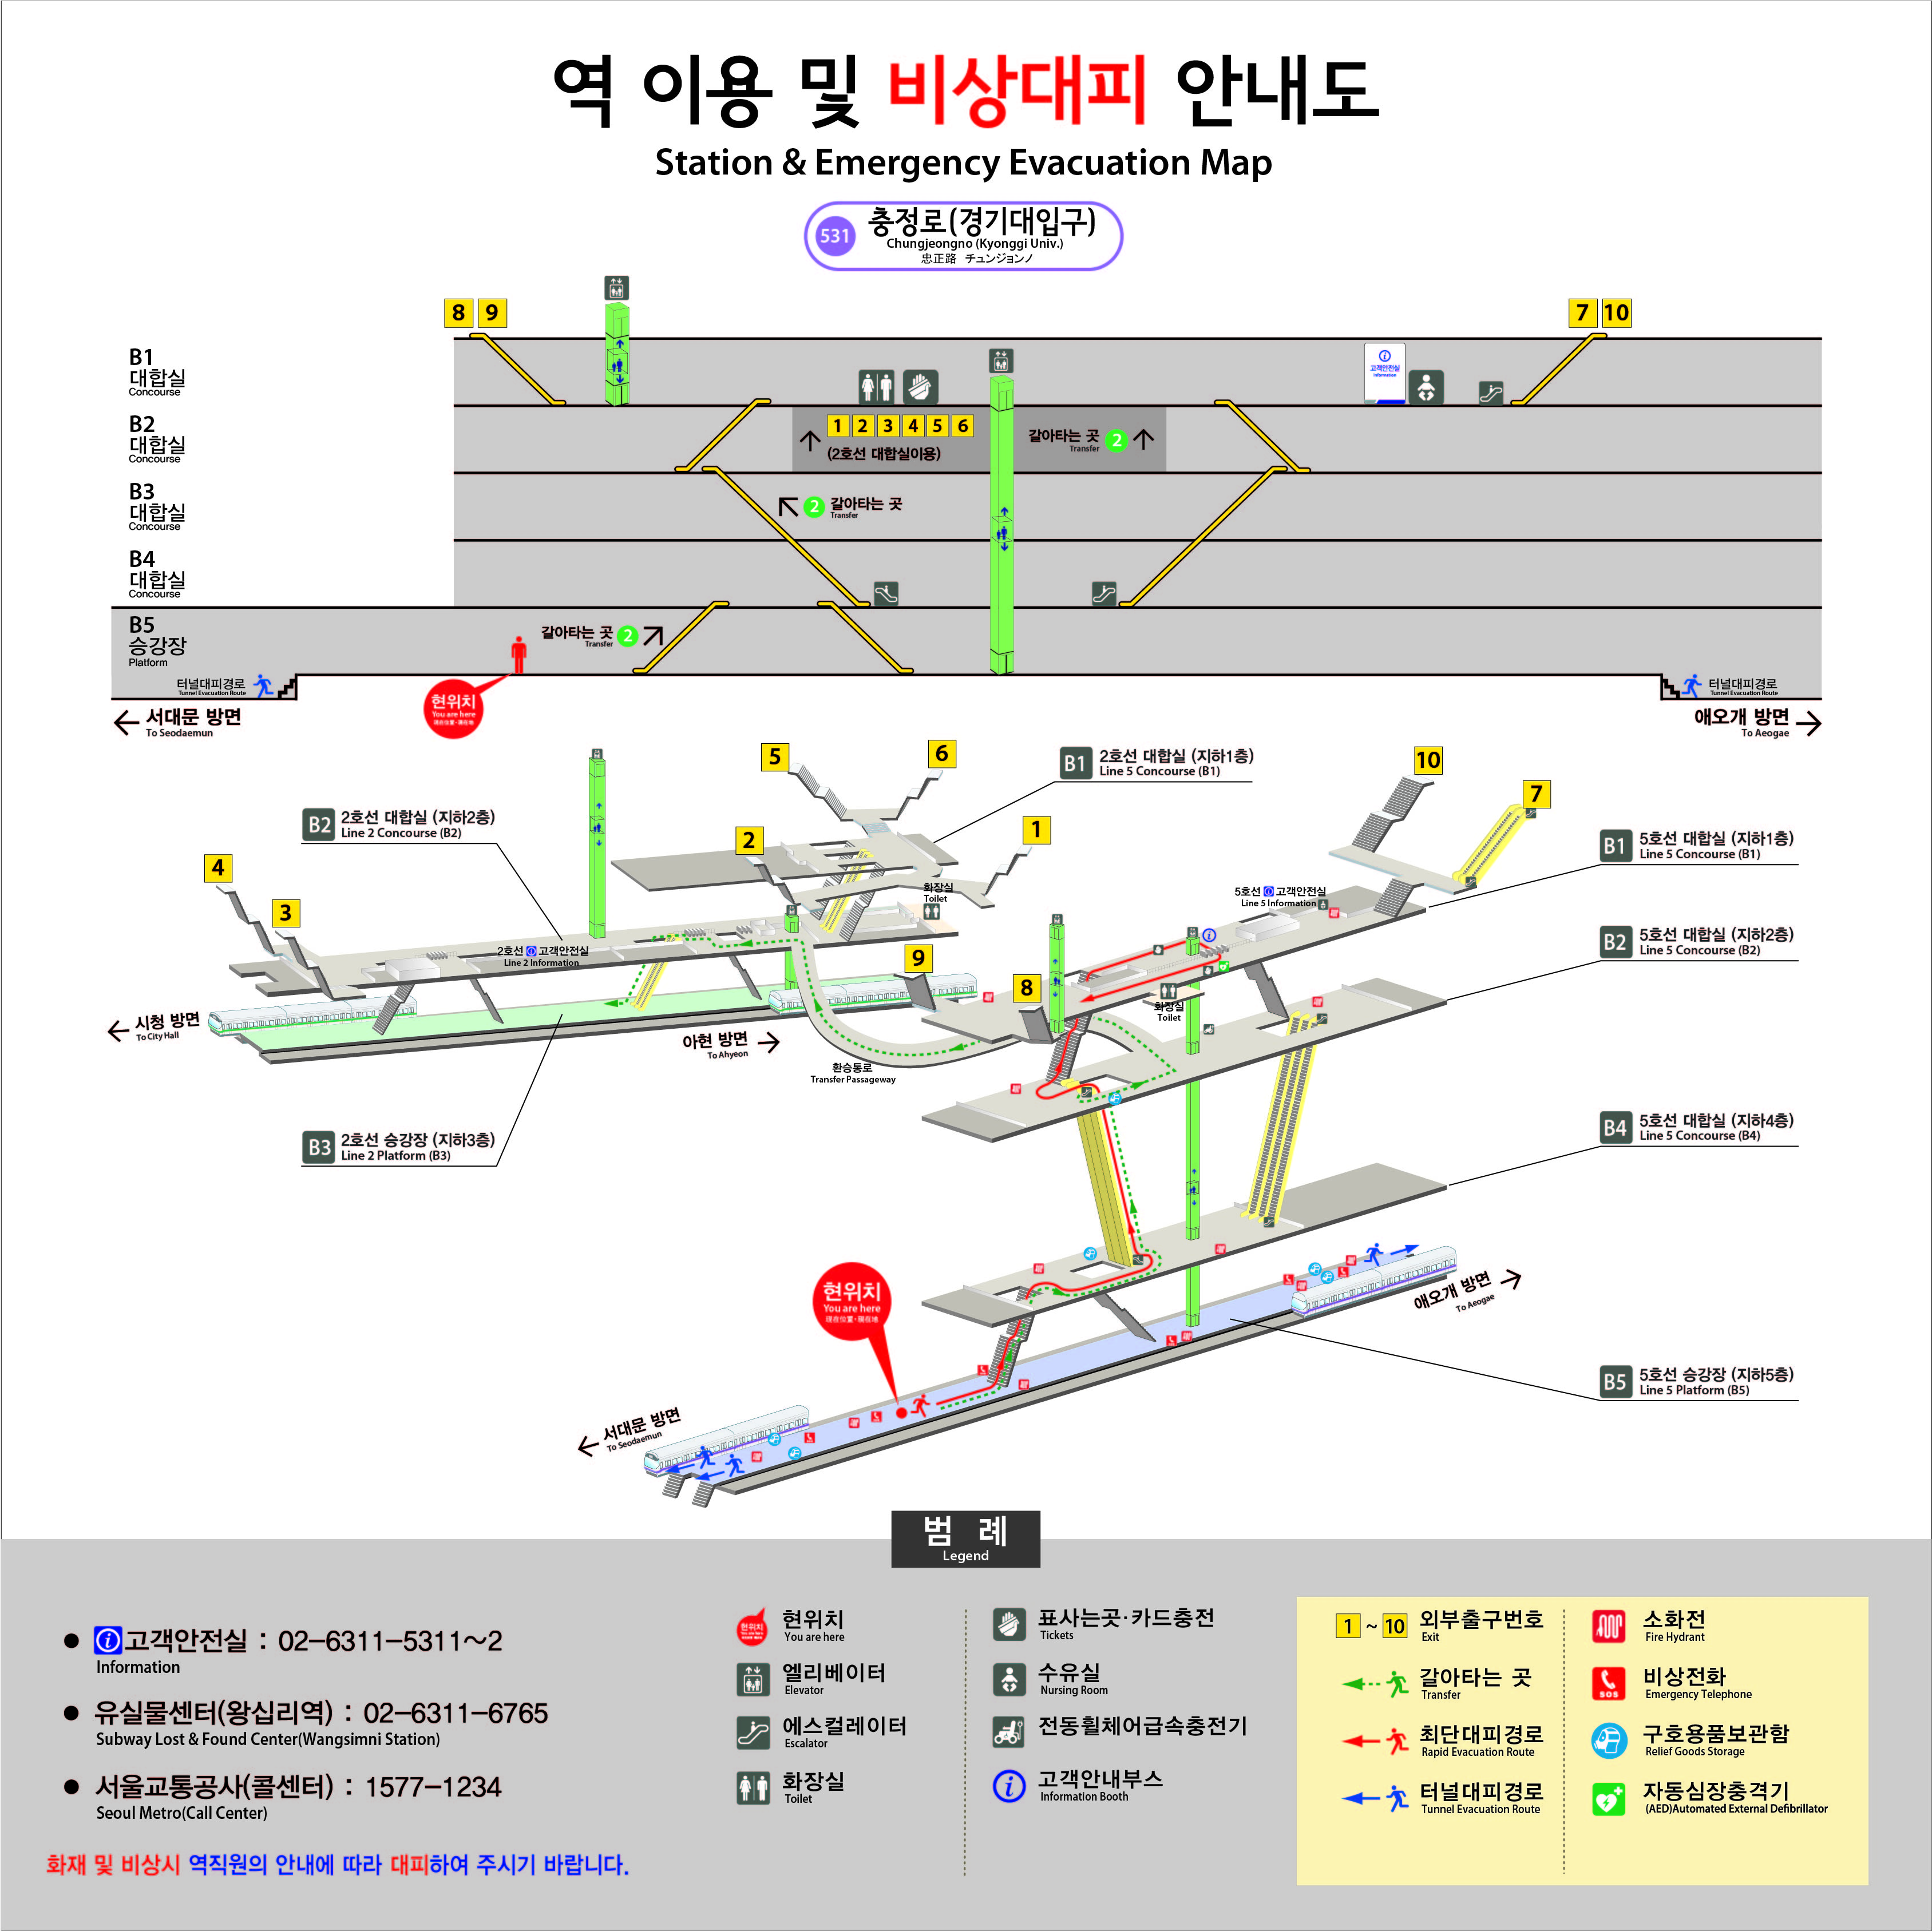 역 이용 및 비상대피 안내도
Station & Emergency Evacuation Map
531
충정로(경기대입구)
Chungjeongno (Kyonggi Univ.)
忠正路 チュンジョンノ
8 9
7 10
B1
대합실
Concourse
고객안전실
Information
B2
대합실
Concourse
1 2 3 4 5 6
(2호선 대합실이용)
갈아타는 곳 2
Transfer
B3
대합실
Concourse
2 갈아타는 곳
Transfer
B4
대합실
Concourse
B5
승강장
Platform
갈아타는 곳 2
Transfer
터널대피경로
Tunnel Evacuation Route
터널대피경로
Tunnel Evacuation Route
현위치
You are here
現在位置·現在地
서대문 방면
To Seodaemun
애오개 방면
To Aeogae
5
6
B1 2호선 대합실 (지하1층)
Line 5 Concourse (B1)
10
7
B2 2호선 대합실 (지하2층)
Line 2 Concourse (B2)
2
1
B1 5호선 대합실 (지하1층)
Line 5 Concourse (B1)
4
3
화장실
Toilet
5호선 고객안전실
Line 5 Information
2호선 고객안전실
Line 2 Information
9
8
B2 5호선 대합실 (지하2층)
Line 5 Concourse (B2)
화장실
Toilet
시청 방면
To City Hall
아현 방면
To Ahyeon
환승통로
Transfer Passageway
B3 2호선 승강장 (지하3층)
Line 2 Platform (B3)
B4 5호선 대합실 (지하4층)
Line 5 Concourse (B4)
현위치
You are here
現在位置·現在地
애오개 방면
To Aeogae
B5 5호선 승강장 (지하5층)
Line 5 Platform (B5)
서대문 방면
To Seodaemun
범 례
Legend
고객안전실 : 02-6311-5311~2
Information
유실물센터(왕십리역) : 02-6311-6765
Subway Lost & Found Center(Wangsimni Station)
서울교통공사(콜센터) : 1577-1234
Seoul Metro(Call Center)
화재 및 비상시 역직원의 안내에 따라 대피하여 주시기 바랍니다.
현위치
You are here
엘리베이터
Elevator
에스컬레이터
Escalator
화장실
Toilet
표사는곳·카드충전
Tickets
수유실
Nursing Room
전동휠체어급속충전기
고객안내부스
Information Booth
1 ~ 10 외부출구번호
Exit
갈아타는 곳
Transfer
최단대피경로
Rapid Evacuation Route
터널대피경로
Tunnel Evacuation Route
소화전
Fire Hydrant
SOS
비상전화
Emergency Telephone
구호용품보관함
Relief Goods Storage
자동심장충격기
(AED)Automated External Defibrillator